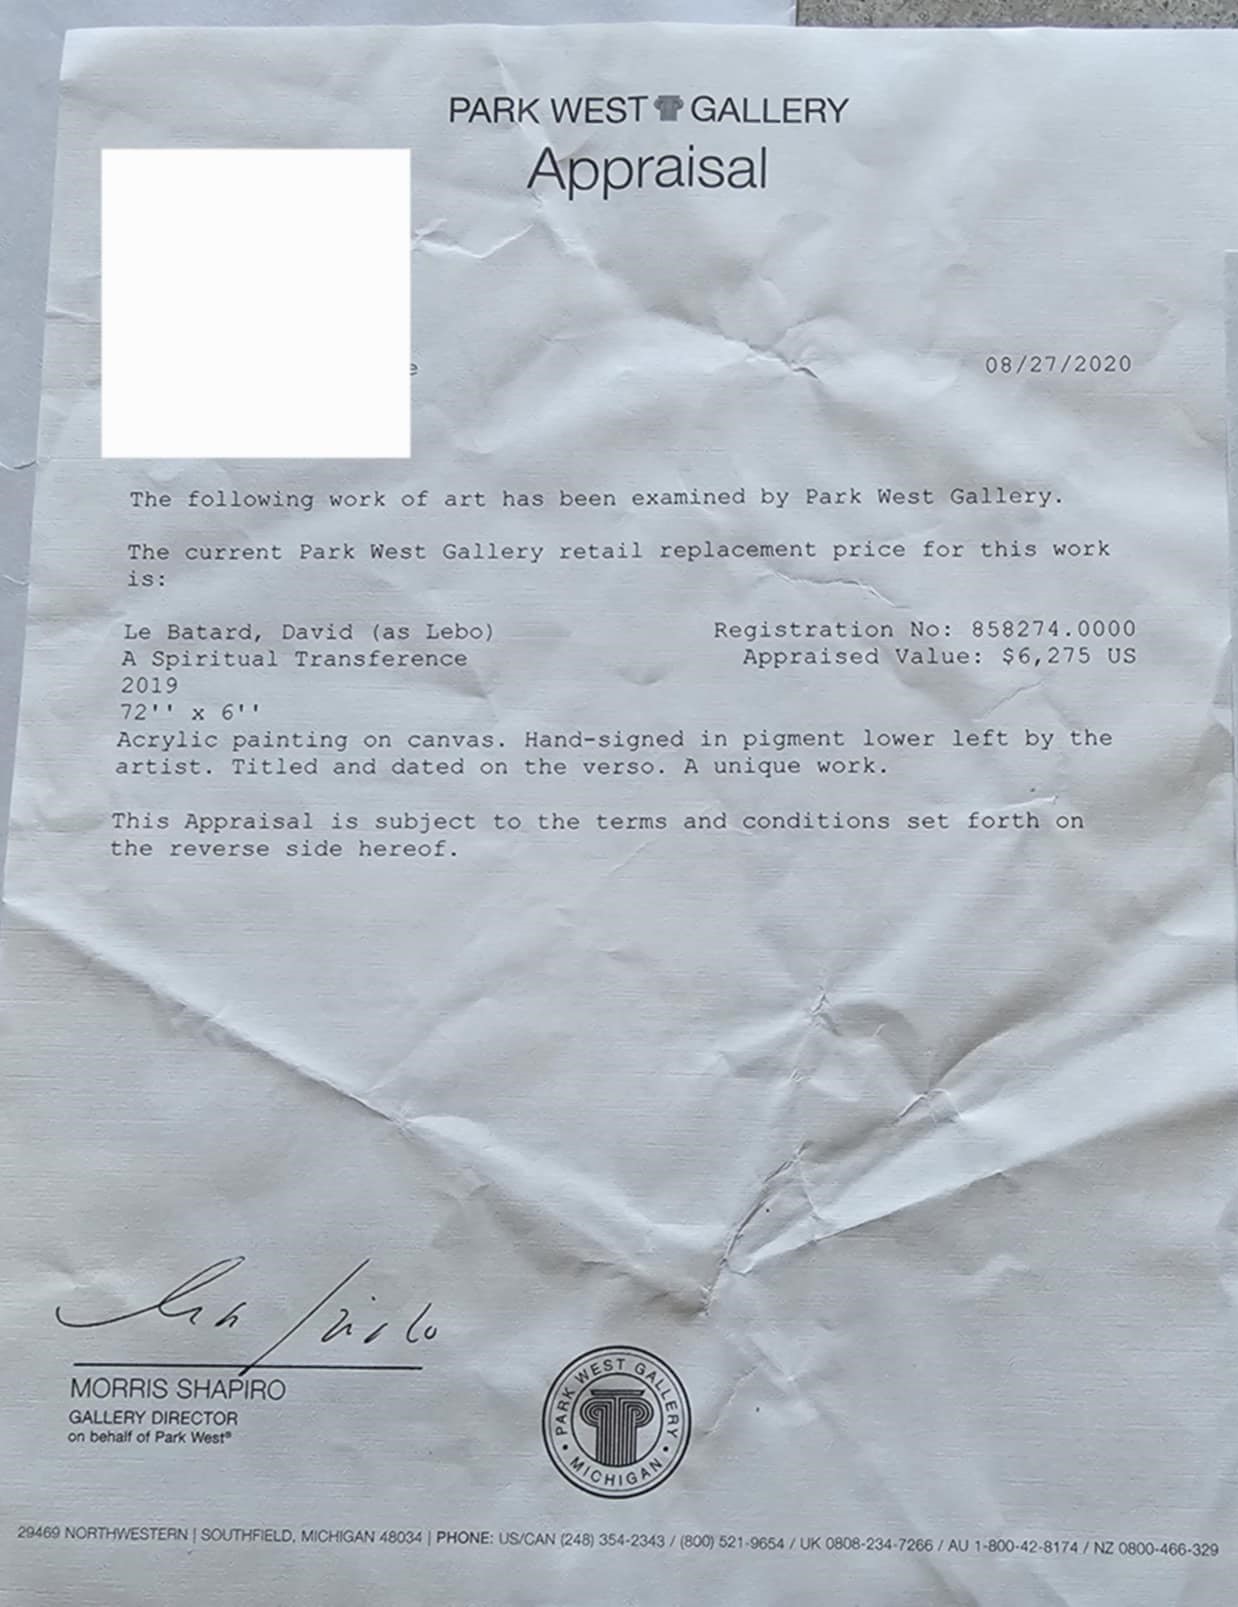 PARK WEST GALLERY
Appraisal
e
08/27/2020
The following work of art has been examined by Park West Gallery.
The current Park West Gallery retail replacement price for this work
is:
Le Batard, David (as Lebo)
Registration No: 858274.0000
A Spiritual Transference
Appraised Value: $6,275 US
2019
72'' x 6''
Acrylic painting on canvas. Hand-signed in pigment lower left by the
artist. Titled and dated on the verso. A unique work.
This Appraisal is subject to the terms and conditions set forth on
the reverse side hereof.
MORRIS SHAPIRO
GALLERY DIRECTOR
on behalf of Park West®
PARK WEST GALLERY
• MICHIGAN •
29469 NORTHWESTERN | SOUTHFIELD, MICHIGAN 48034 | PHONE: US/CAN (248) 354-2343 / (800) 521-9654 / UK 0808-234-7266 / AU 1-800-42-8174 / NZ 0800-466-329